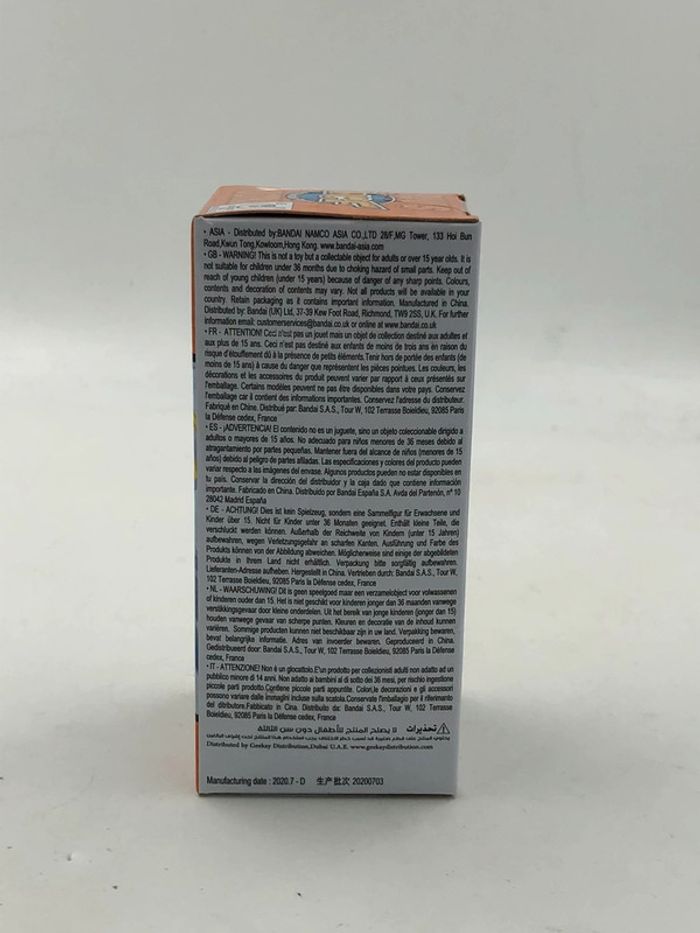 • ASIA - Distributed by:BANDAI NAMCO ASIA CO.,LTD 28/F,MG Tower, 133 Hoi Bun
Road,Kwun Tong,Kowloom,Hong Kong. www.bandai-asia.com
• GB - WARNING! This is not a toy but a collectable object for adults or over 15 year olds. It is
not suitable for children under 36 months due to choking hazard of small parts. Keep out of
reach of young children (under 15 years) because of danger of any sharp points. Colours,
contents and decoration of contents may vary. Not all products will be available in your
country. Retain packaging as it contains important information. Manufactured in China.
Distributed by: Bandai (UK) Ltd, 37-39 Kew Foot Road, Richmond, TW9 2SS, U.K. For further
information email: customerservices@bandai.co.uk or online at www.bandai.co.uk
• FR - ATTENTION! Ceci n'est pas un jouet mais un objet de collection destiné aux adultes et
aux plus de 15 ans. Ceci n'est pas destiné aux enfants de moins de trois ans en raison du
risque d'étouffement dû à la présence de petits éléments.Tenir hors de portée des enfants (de
moins de 15 ans) à cause du danger que représentent les pièces pointues. Les couleurs, les
décorations et les accessoires du produit peuvent varier par rapport à ceux présentés sur
l'emballage. Certains modèles peuvent ne pas être disponibles dans votre pays. Conservez
l'emballage car il contient des informations importantes. Conservez l'adresse du distributeur.
Fabriqué en Chine. Distribué par: Bandai S.A.S., Tour W, 102 Terrasse Boieldieu, 92085 Paris
la Défense cedex, France
• ES - ¡ADVERTENCIA! El contenido no es un juguete, sino un objeto coleccionable dirigido a
adultos o mayores de 15 años. No adecuado para niños menores de 36 meses debido al
atragantamiento por partes pequeñas. Mantener fuera del alcance de niños (menores de 15
años) debido al peligro de partes afiladas. Las especificaciones y colores del producto pueden
variar respecto a las imágenes del envase. Algunos productos pueden no estar disponibles en
tu país. Conservar la dirección del distribuidor y la caja dado que contiene información
importante. Fabricado en China. Distribuido por Bandai España S.A. Avda del Partenón, nº 10
28042 Madrid España
• DE - ACHTUNG! Dies ist kein Spielzeug, sondern eine Sammelfigur für Erwachsene und
Kinder über 15. Nicht für Kinder unter 36 Monaten geeignet. Enthält kleine Teile, die
verschluckt werden können. Außerhalb der Reichweite von Kindern (unter 15 Jahren)
aufbewahren, wegen Verletzungsgefahr an scharfen Kanten. Ausführung und Farbe des
Produkts können von der Abbildung abweichen. Möglicherweise sind einige der abgebildeten
Produkte in Ihrem Land nicht erhältlich. Verpackung bitte sorgfältig aufbewahren.
Lieferanten-Adresse aufheben. Hergestellt in China. Vertrieben durch: Bandai S.A.S., Tour W,
102 Terrasse Boieldieu, 92085 Paris la Défense cedex, France
• NL - WAARSCHUWING! Dit is geen speelgoed maar een verzamelobject voor volwassenen
of kinderen ouder dan 15. Het is niet geschikt voor kinderen jonger dan 36 maanden vanwege
verstikkingsgevaar door kleine onderdelen. Uit het bereik van jonge kinderen (jonger dan 15)
houden vanwege gevaar van scherpe punten. Kleuren en decoratie van de inhoud kunnen
variëren. Sommige producten kunnen niet beschikbaar zijn in uw land. Verpakking bewaren,
bevat belangrijke informatie. Adres van invoerder bewaren. Geproduceerd in China.
Gedistribueerd door: Bandai S.A.S., Tour W, 102 Terrasse Boieldieu, 92085 Paris la Défense
cedex, France
• IT - ATTENZIONE! Non è un giocattolo.E'un prodotto per collezionisti adulti non adatto ad un
pubblico minore di 14 anni. Non adatto ai bambini al di sotto dei 36 mesi, per rischio ingestione
piccole parti prodotto.Contiene piccole parti appuntite. Colori,le decorazioni e gli accessori
possono variare dalle immagini incluse sulla scatola.Conservate l'imballagio per il riferimento
del ditributore.Fabbricato in Cina. Distribuito da: Bandai S.A.S., Tour W, 102 Terrasse
Boieldieu, 92085 Paris la Défense cedex, France
تحذيرات لا يصلح المنتج للأطفال دون سن الثالثة
Distributed by Geekay Distribution,Dubai U.A.E. www.geekaydistribution.com
Manufacturing date : 2020.7 - D 生产批次 20200703